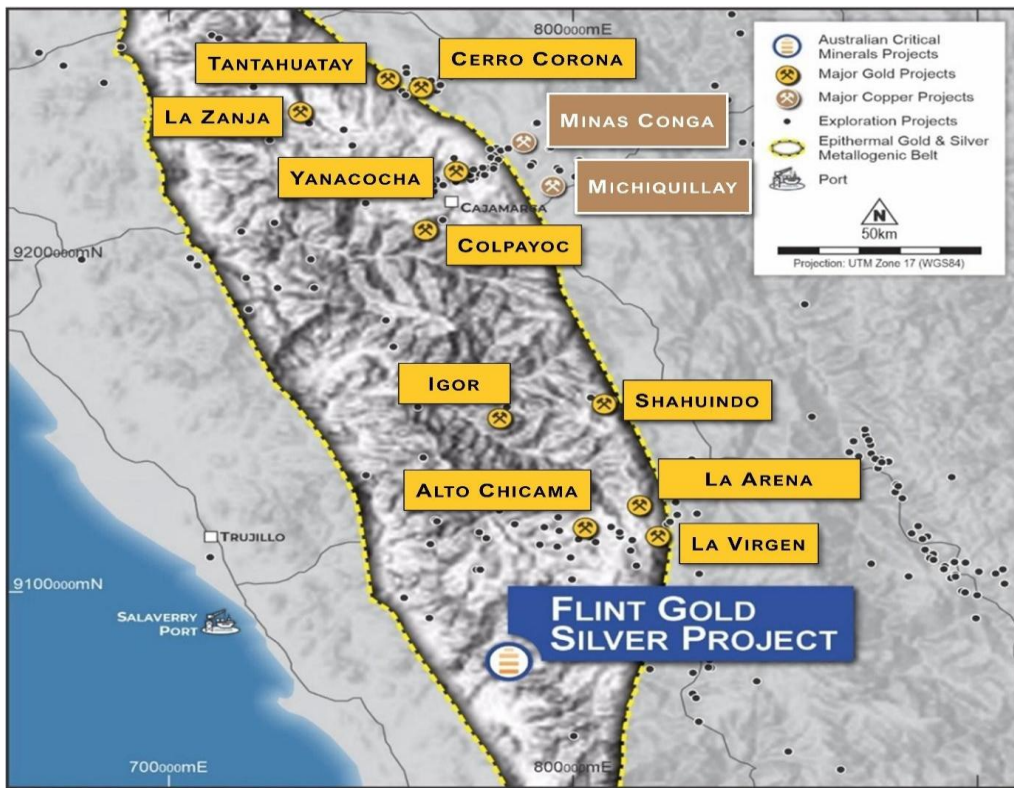 800000mE
TANTAHUATAY
CERRO CORONA
LA ZANJA
MINAS CONGA
YANACOCHA
MICHIQUILLAY
CAJAMARCA
COLPAYOC
9200000mN
Australian Critical
Minerals Projects
Major Gold Projects
Major Copper Projects
Exploration Projects
Epithermal Gold & Silver
Metallogenic Belt
Port
N
50km
Projection: UTM Zone 17 (WGS84)
IGOR
SHAHUINDO
ALTO CHICAMA
LA ARENA
LA VIRGEN
TRUJILLO
9100000mN
SALAVERRY
PORT
FLINT GOLD
SILVER PROJECT
700000mE
800000mE